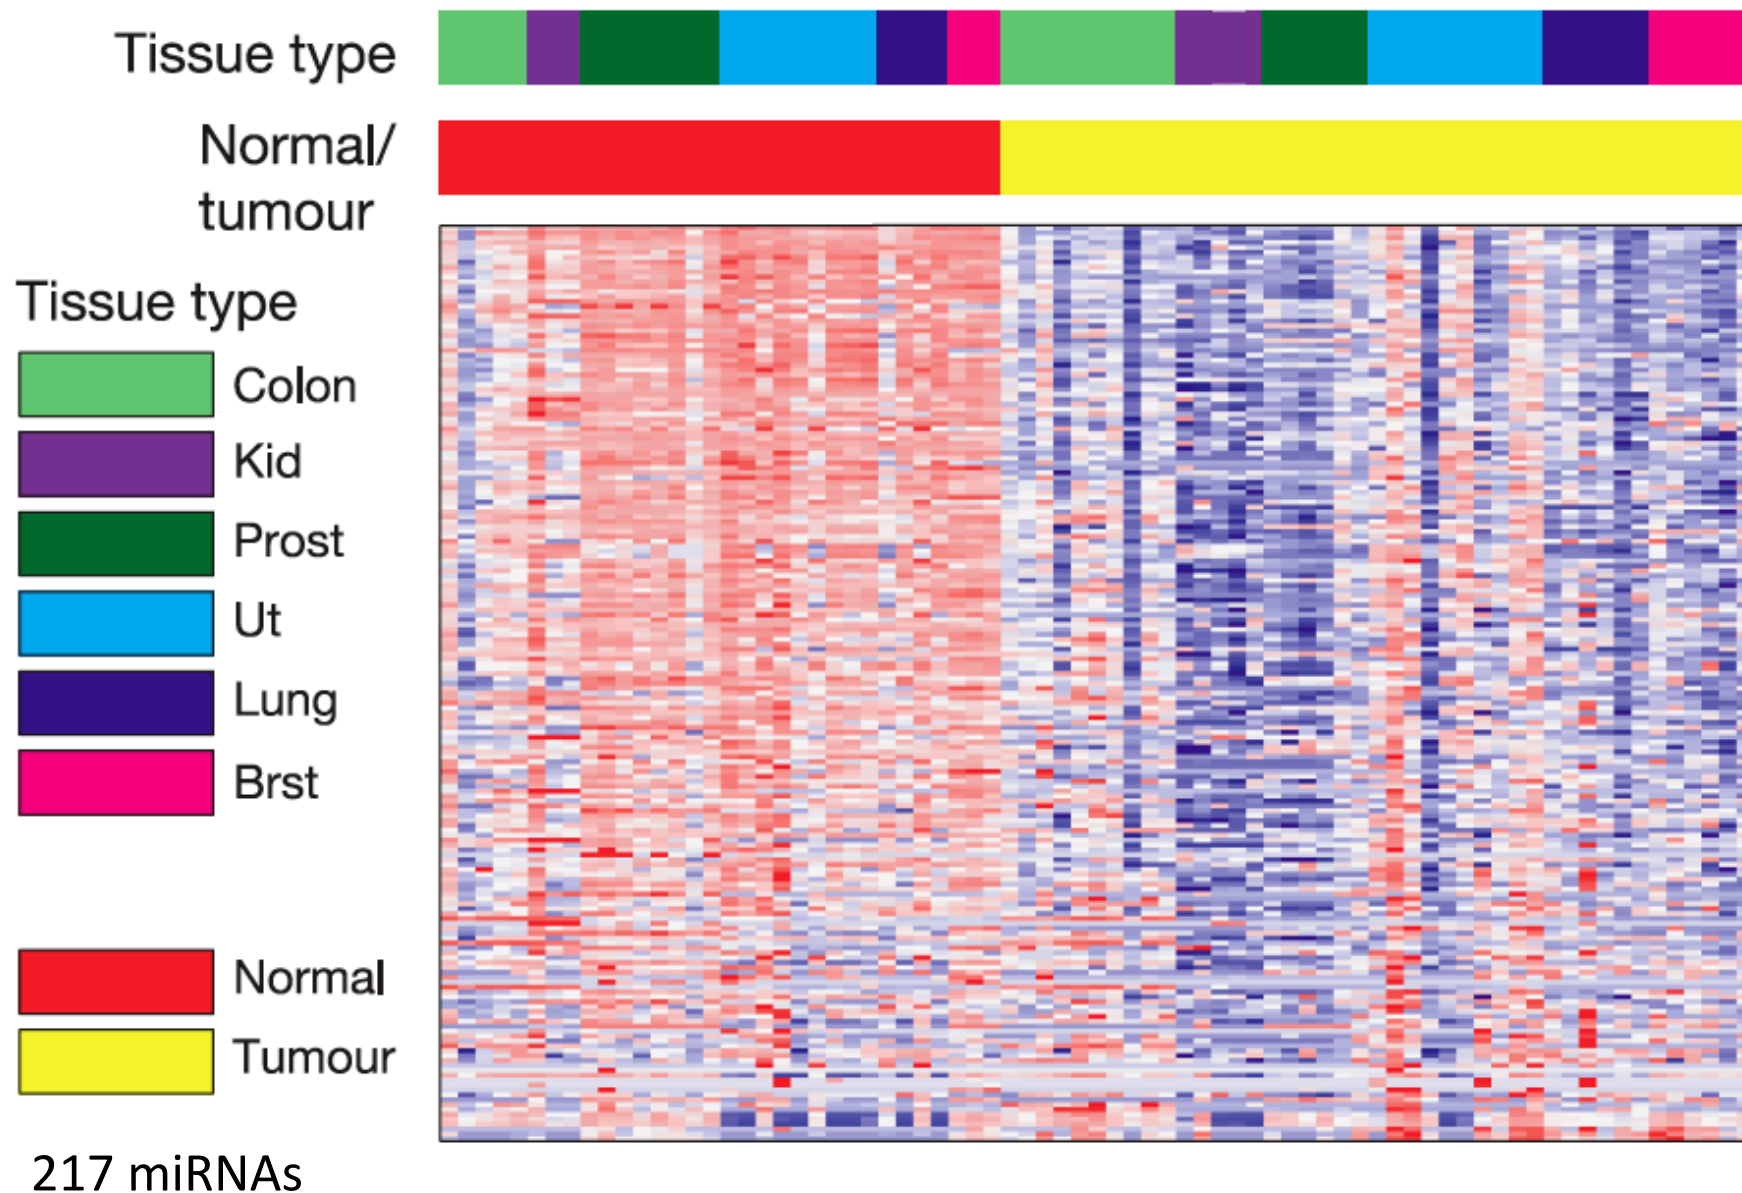 Tissue type
Normal/
tumour
Tissue type
Colon
Kid
Prost
Ut
Lung
Brst
Normal
Tumour
217 miRNAs